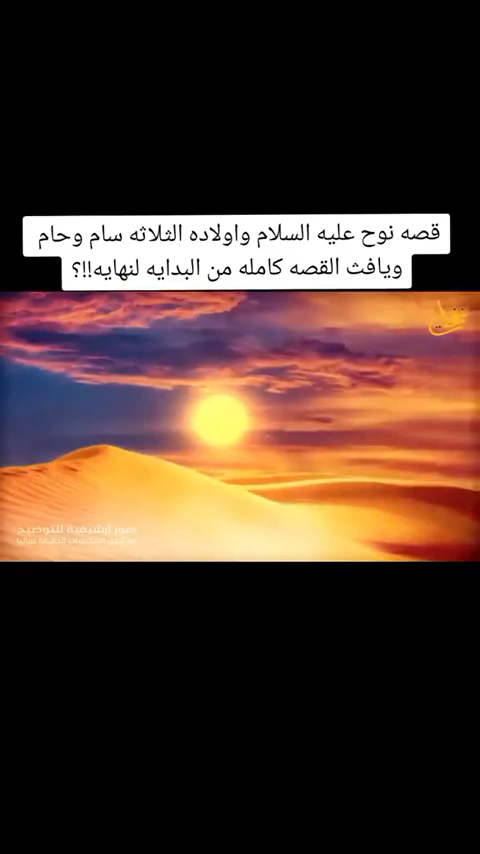 قصه نوح عليه السلام واولاده الثلاثه سام وحام
ويافث القصه كامله من البدايه لنهايه!!؟
صور أرشيفية للتوضيح